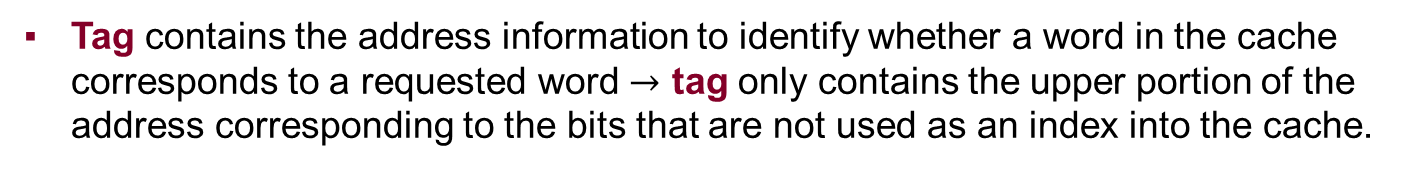 ▪ Tag contains the address information to identify whether a word in the cache
corresponds to a requested word → tag only contains the upper portion of the
address corresponding to the bits that are not used as an index into the cache.